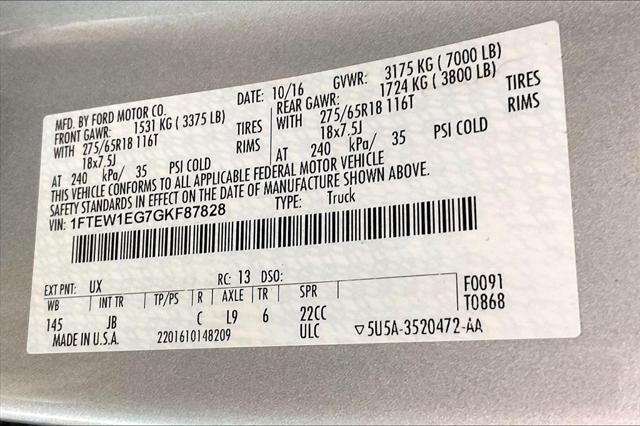 MFD. BY FORD MOTOR CO. DATE: 10/16 GVWR: 3175 KG ( 7000 LB)
FRONT GAWR: 1531 KG ( 3375 LB) REAR GAWR: 1724 KG ( 3800 LB)
WITH 275/65R18 116T TIRES WITH 275/65R18 116T TIRES
18x7.5J RIMS 18x7.5J RIMS
AT 240 kPa/ 35 PSI COLD AT 240 kPa/ 35 PSI COLD
THIS VEHICLE CONFORMS TO ALL APPLICABLE FEDERAL MOTOR VEHICLE
SAFETY STANDARDS IN EFFECT ON THE DATE OF MANUFACTURE SHOWN ABOVE.
VIN: 1FTEW1EG7GKF87828 TYPE: Truck
EXT PNT: UX RC: 13 DSO: F0091
WB INT TR TP/PS R AXLE TR SPR T0868
145 JB C L9 6 22CC
MADE IN U.S.A. 2201610148209 ULC ▽5U5A-3520472-AA